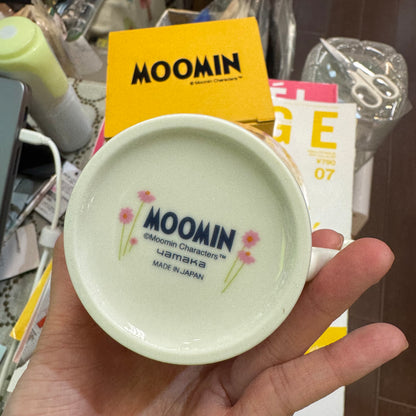 MOOMIN
© Moomin Characters™
GE
¥790
07
MOOMIN
©Moomin Characters™
yamaka
MADE IN JAPAN